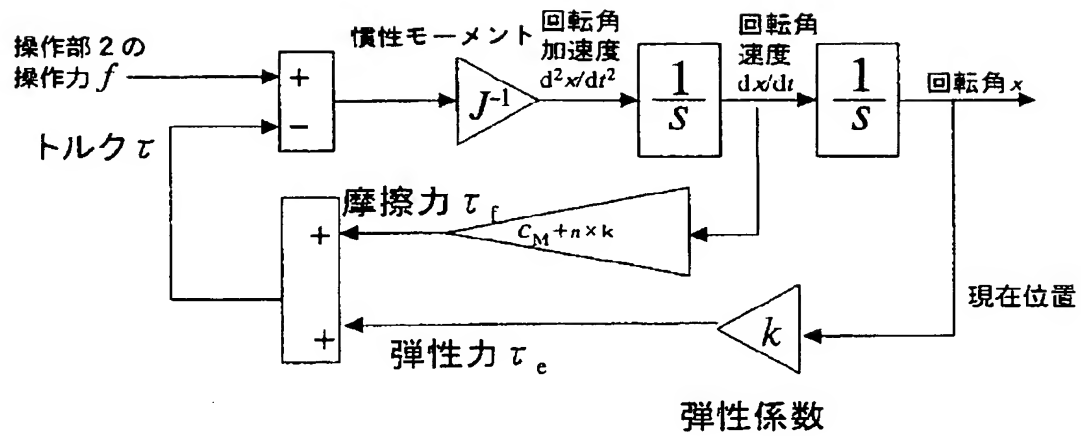 操作部2の
操作力 f
+
−
トルク τ
慣性モーメント
J⁻¹
回転角
加速度
d²x/dt²
1
s
回転角
速度
dx/dt
1
s
回転角 x
摩擦力 τf
CM+n×k
+
+
弾性力 τe
k
現在位置
弾性係数